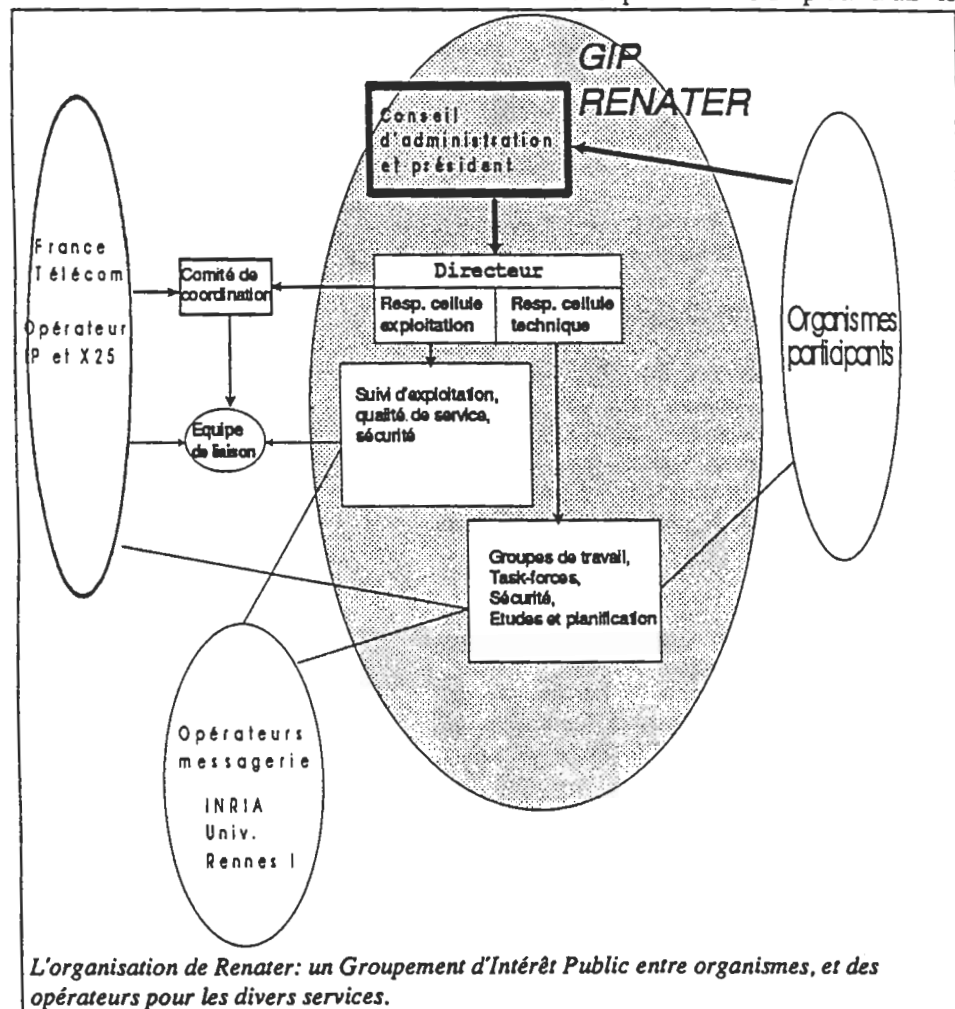 GIP
RENATER
Conseil
d'administration
et président
France
Télécom
Opérateur
IP et X25
Comité de
coordination
Directeur
Resp. cellule
exploitation
Resp. cellule
technique
Organismes
participants
Suivi d'exploitation,
qualité de service,
sécurité
Equipe
de liaison
Groupes de travail,
Task-forces,
Sécurité,
Etudes et planification
Opérateurs
messagerie
INRIA
Univ.
Rennes I
L'organisation de Renater: un Groupement d'Intérêt Public entre organismes, et des
opérateurs pour les divers services.